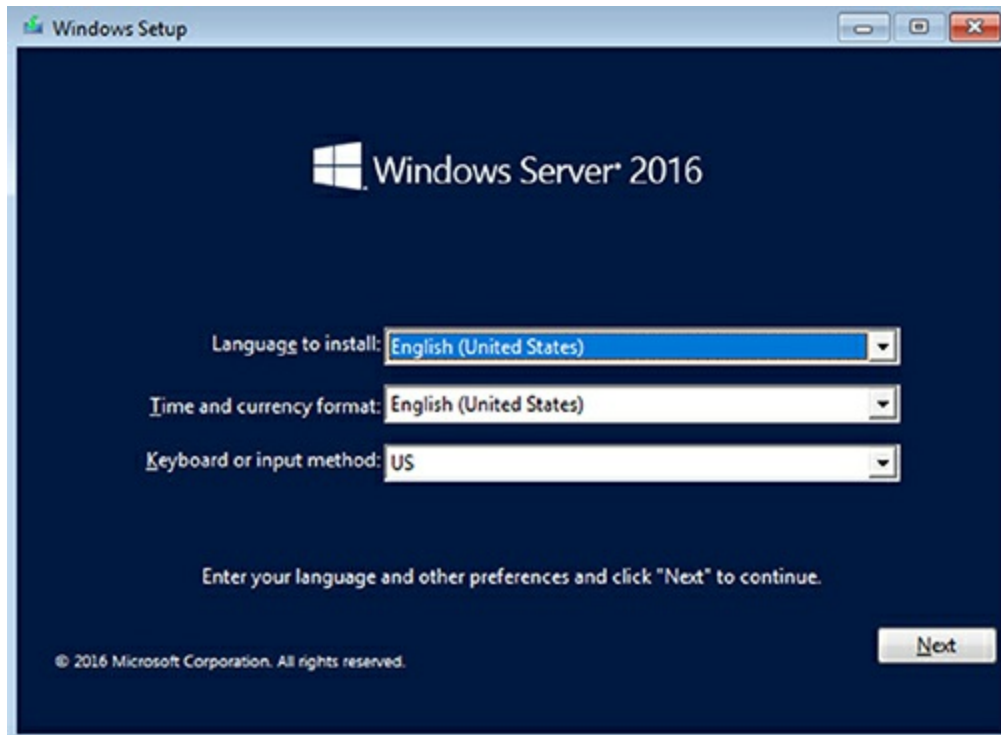 Windows Setup
Windows Server 2016
Language to install: English (United States)
Time and currency format: English (United States)
Keyboard or input method: US
Enter your language and other preferences and click "Next" to continue.
Next
© 2016 Microsoft Corporation. All rights reserved.